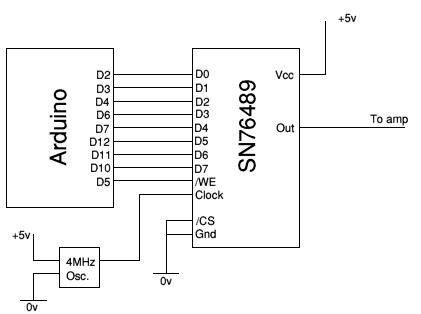 +5v
Arduino
D2
D3
D4
D6
D7
D12
D11
D10
D5
SN76489
D0
D1
D2
D3
D4
D5
D6
D7
/WE
Clock
/CS
Gnd
Vcc
Out
To amp
+5v
4MHz
Osc.
0v
0v